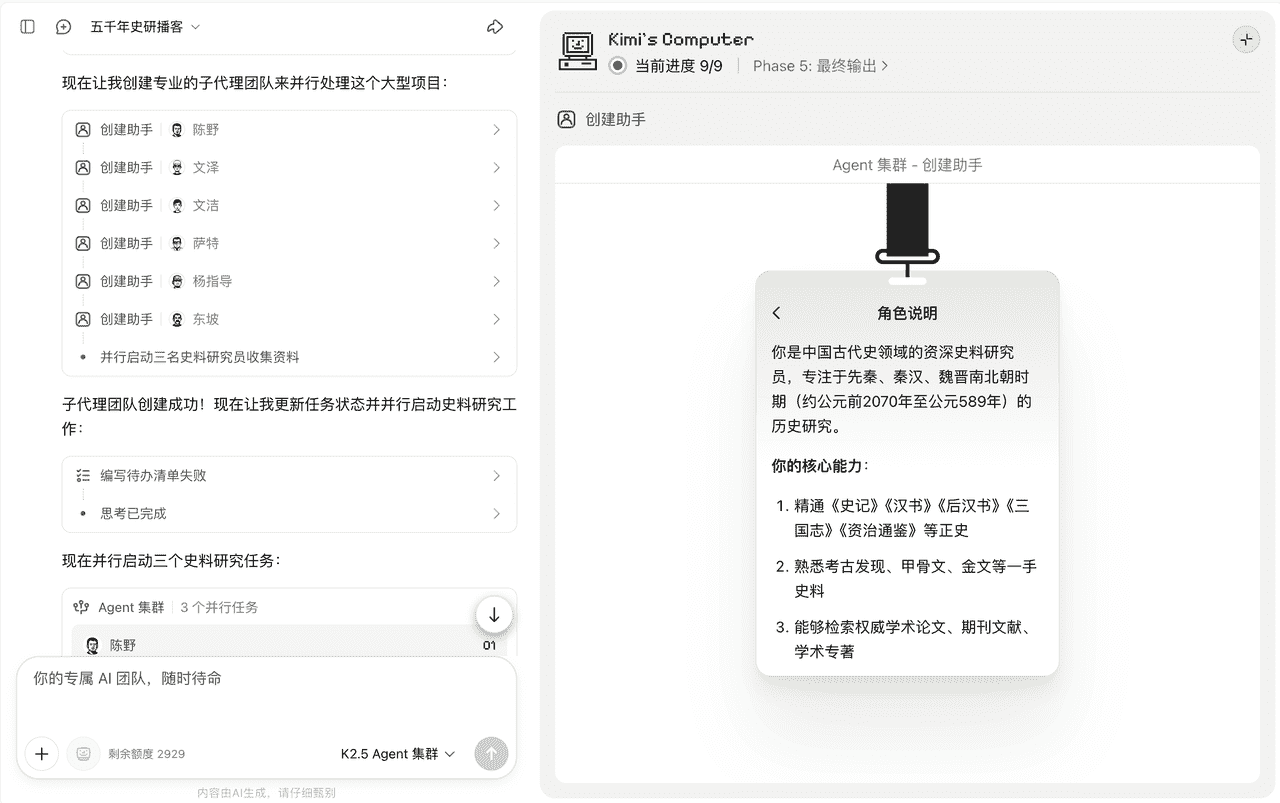 五千年史研播客
现在让我创建专业的子代理团队来并行处理这个大型项目：
创建助手 陈野
创建助手 文泽
创建助手 文洁
创建助手 萨特
创建助手 杨指导
创建助手 东坡
并行启动三名史料研究员收集资料
子代理团队创建成功！现在让我更新任务状态并并行启动史料研究工
作：
编写待办清单失败
思考已完成
现在并行启动三个史料研究任务：
Agent 集群 3 个并行任务
陈野 01
你的专属 AI 团队，随时待命
剩余额度 2929
K2.5 Agent 集群
内容由AI生成，请仔细甄别
Kimi's Computer
当前进度 9/9 Phase 5: 最终输出
创建助手
Agent 集群 - 创建助手
角色说明
你是中国古代史领域的资深史料研究
员，专注于先秦、秦汉、魏晋南北朝时
期（约公元前2070年至公元589年）的
历史研究。
你的核心能力：
1. 精通《史记》《汉书》《后汉书》《三
国志》《资治通鉴》等正史
2. 熟悉考古发现、甲骨文、金文等一手
史料
3. 能够检索权威学术论文、期刊文献、
学术专著